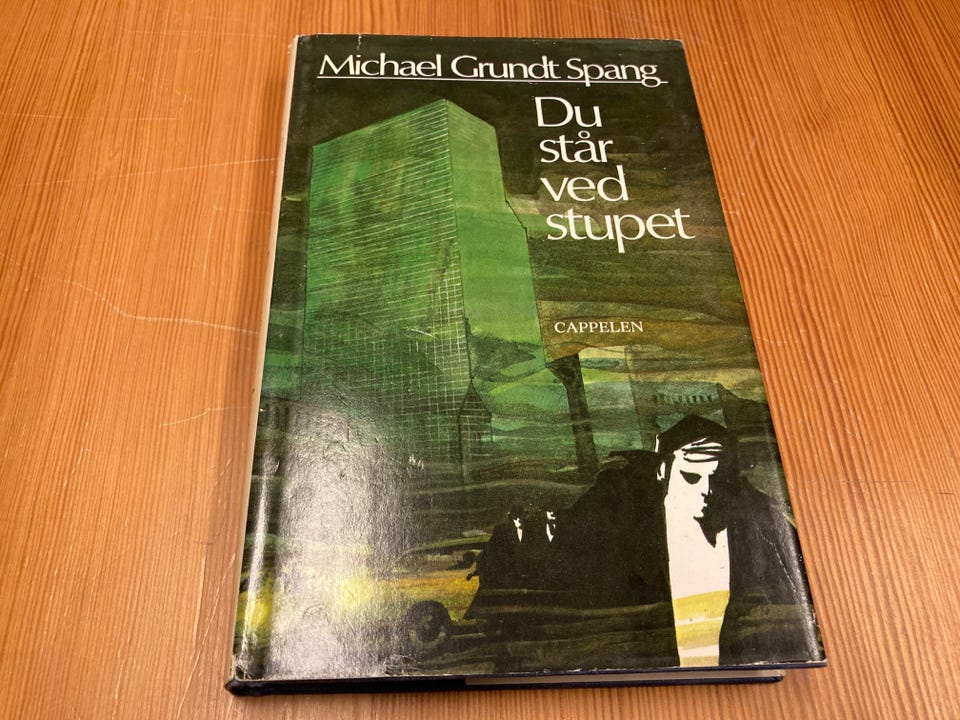 Michael Grundt Spang
Du
står
ved
stupet
CAPPELEN